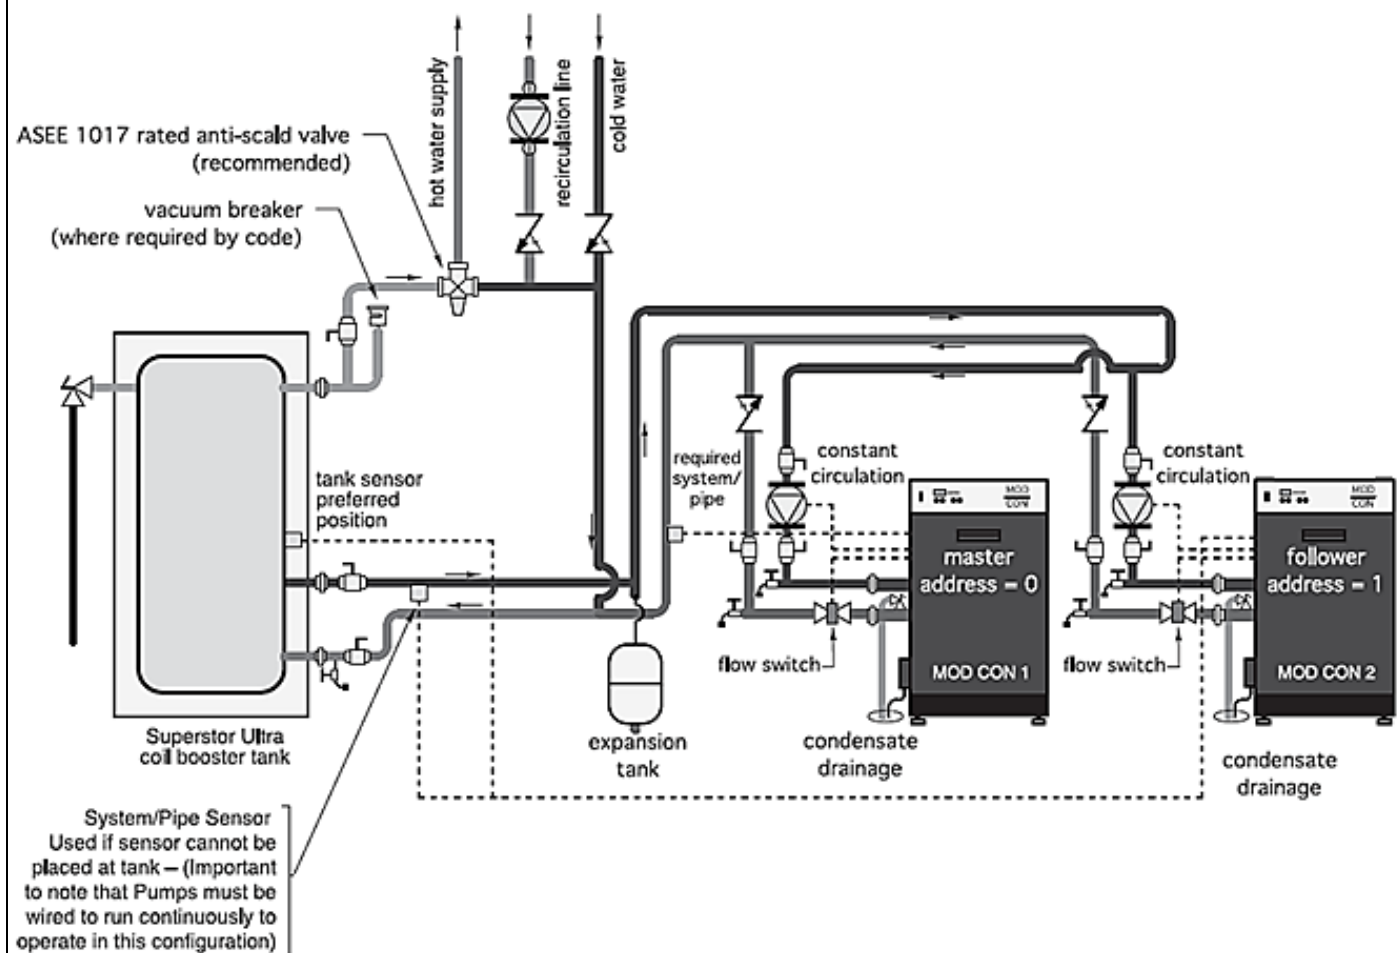 hot water supply
recirculation line
cold water
ASEE 1017 rated anti-scald valve
(recommended)
vacuum breaker
(where required by code)
tank sensor
preferred
position
required
system/
pipe
constant
circulation
constant
circulation
MOD
CON
MOD
CON
master
address = 0
follower
address = 1
flow switch
MOD CON 1
flow switch
MOD CON 2
Superstor Ultra
coil booster tank
expansion
tank
condensate
drainage
condensate
drainage
System/Pipe Sensor
Used if sensor cannot be
placed at tank – (Important
to note that Pumps must be
wired to run continuously to
operate in this configuration)